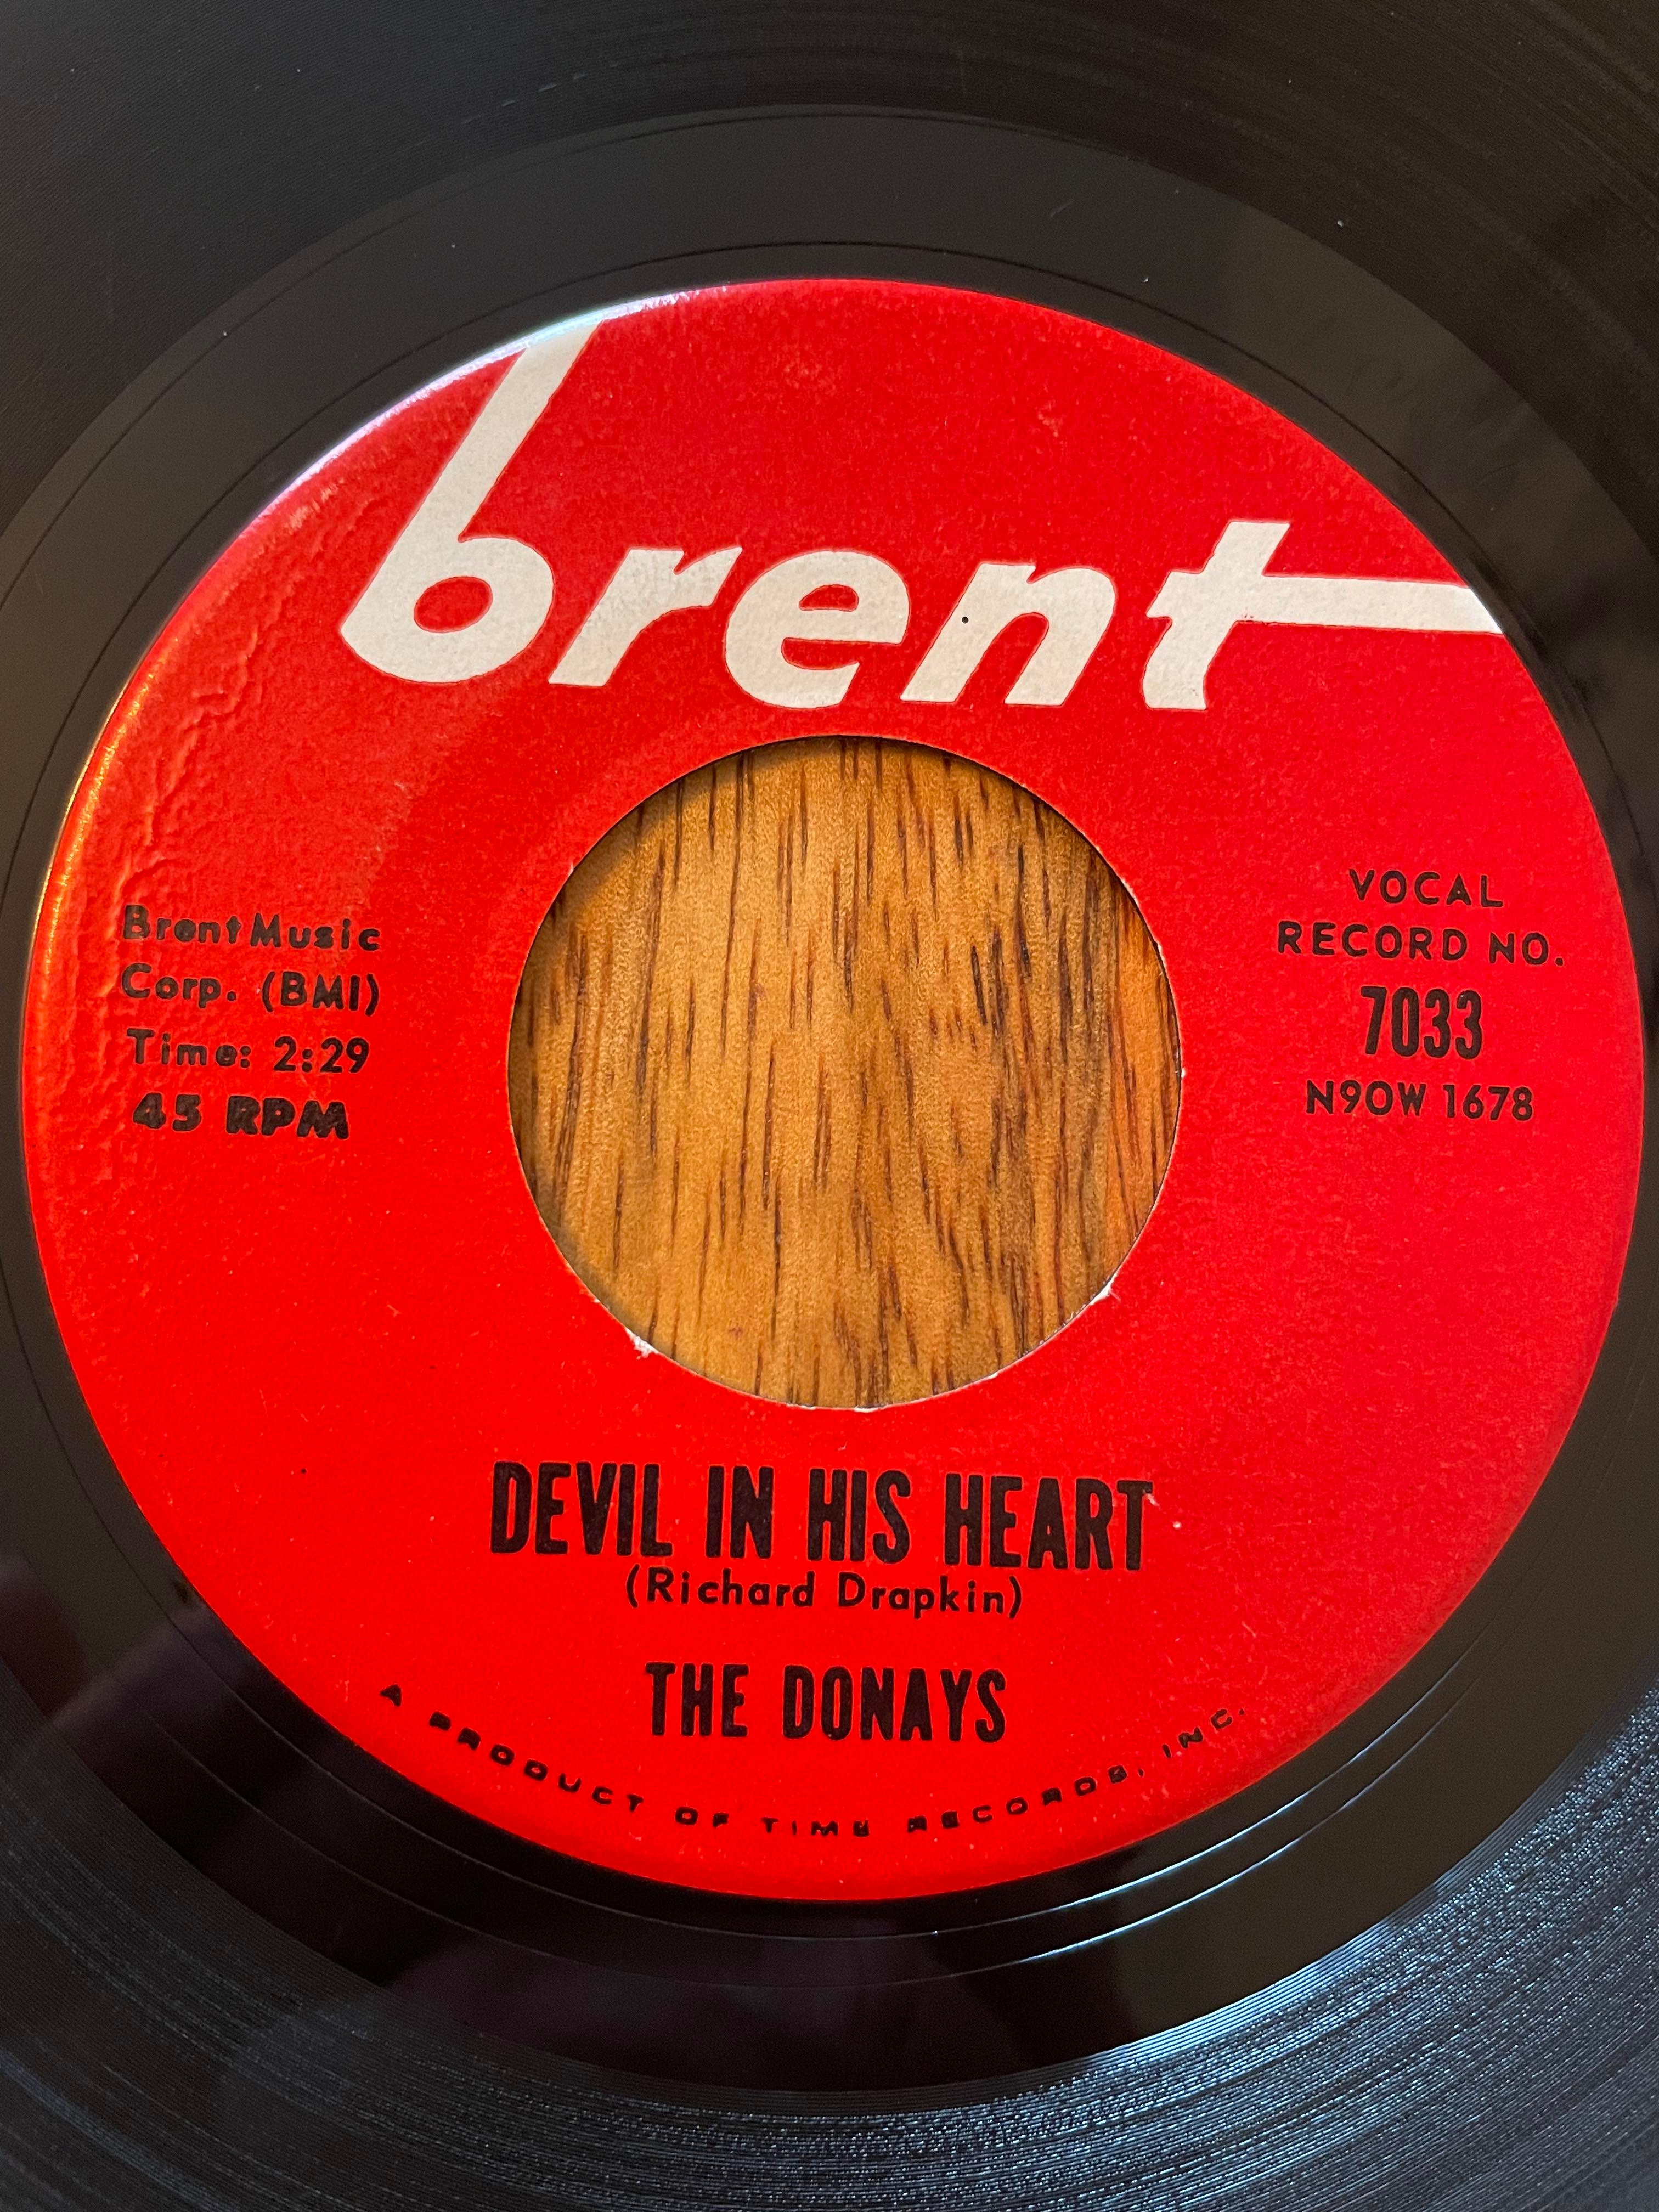 brent
Brent Music
Corp. (BMI)
Time: 2:29
45 RPM
VOCAL
RECORD NO.
7033
N9OW 1678
DEVIL IN HIS HEART
(Richard Drapkin)
THE DONAYS
A PRODUCT OF TIME RECORDS, INC.